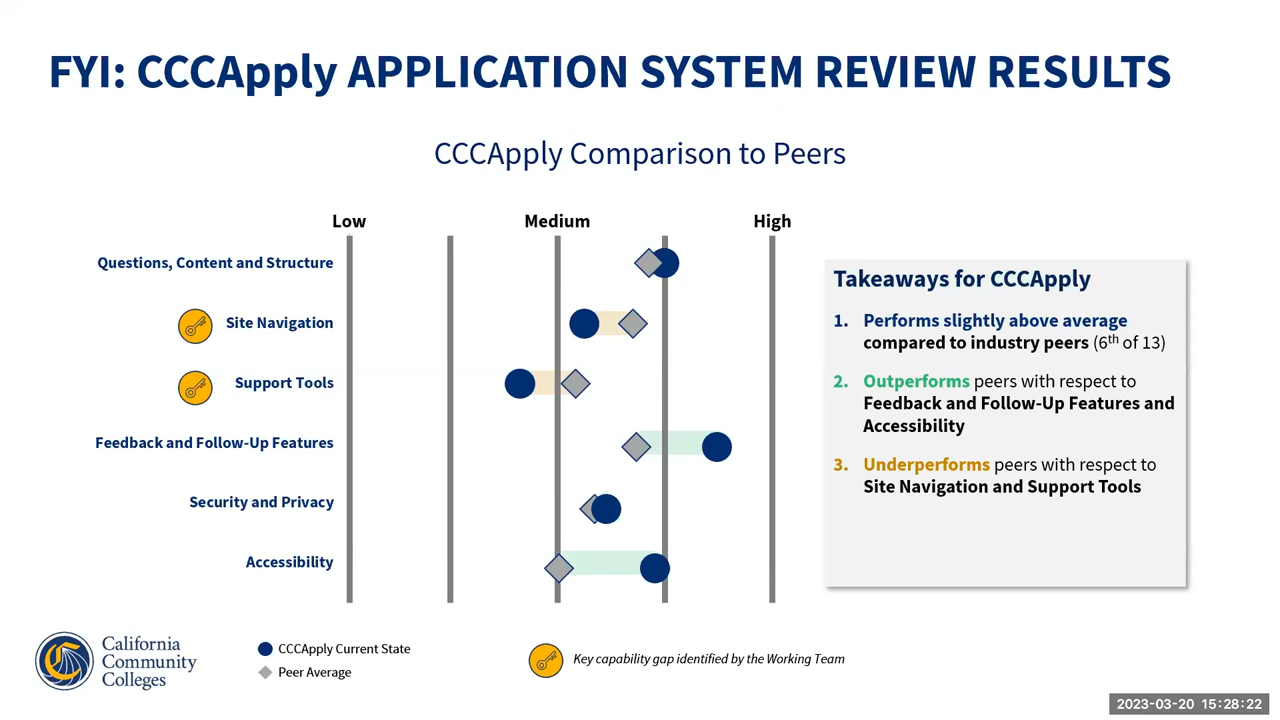 FYI: CCCApply APPLICATION SYSTEM REVIEW RESULTS
CCCApply Comparison to Peers
Low Medium High
Questions, Content and Structure
Site Navigation
Support Tools
Feedback and Follow-Up Features
Security and Privacy
Accessibility
Takeaways for CCCApply
1. Performs slightly above average
compared to industry peers (6th of 13)
2. Outperforms peers with respect to
Feedback and Follow-Up Features and
Accessibility
3. Underperforms peers with respect to
Site Navigation and Support Tools
California
Community
Colleges
CCCApply Current State
Peer Average
Key capability gap identified by the Working Team
2023-03-20 15:28:22